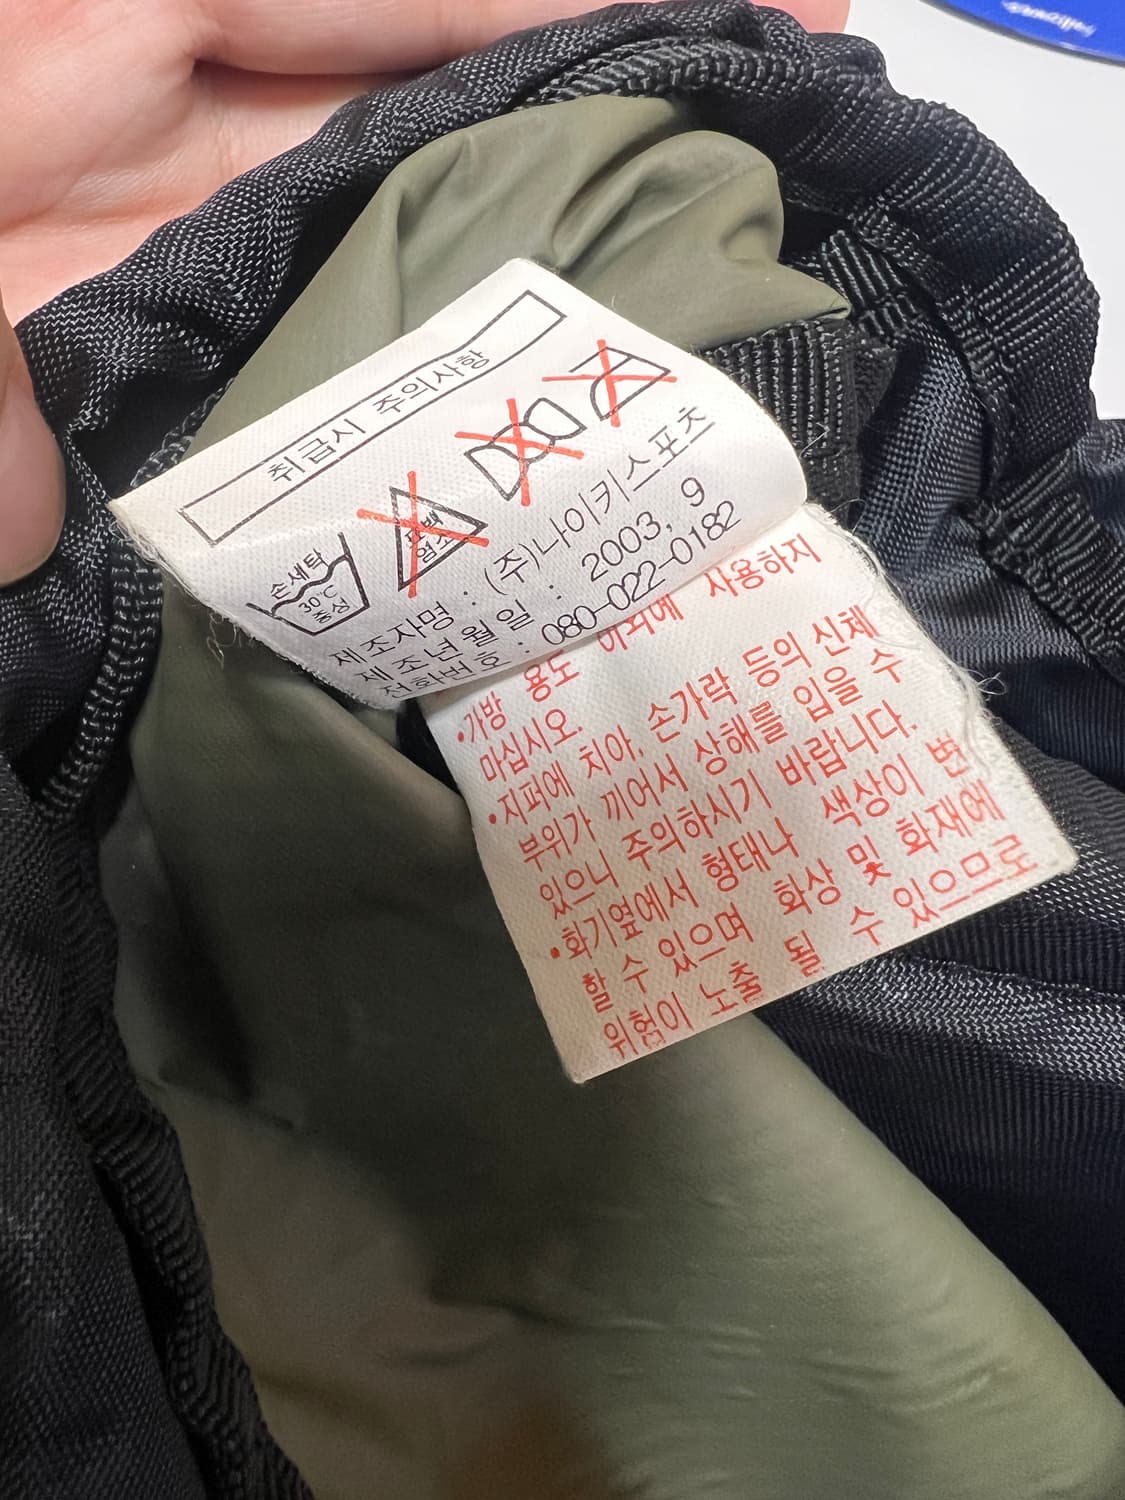 취급시 주의사항
손세탁
30℃
중성
표백
염소
제조자명 : (주)나이키스포츠
제조년월일 : 2003, 9
전화번호 : 080-022-0182
•가방 용도 이외에 사용하지
마십시오.
•지퍼에 치아, 손가락 등의 신체
부위가 끼어서 상해를 입을 수
있으니 주의하시기 바랍니다.
•화기옆에서 형태나 색상이 변
할 수 있으며 화상 및 화재에
위험이 노출 될 수 있으므로